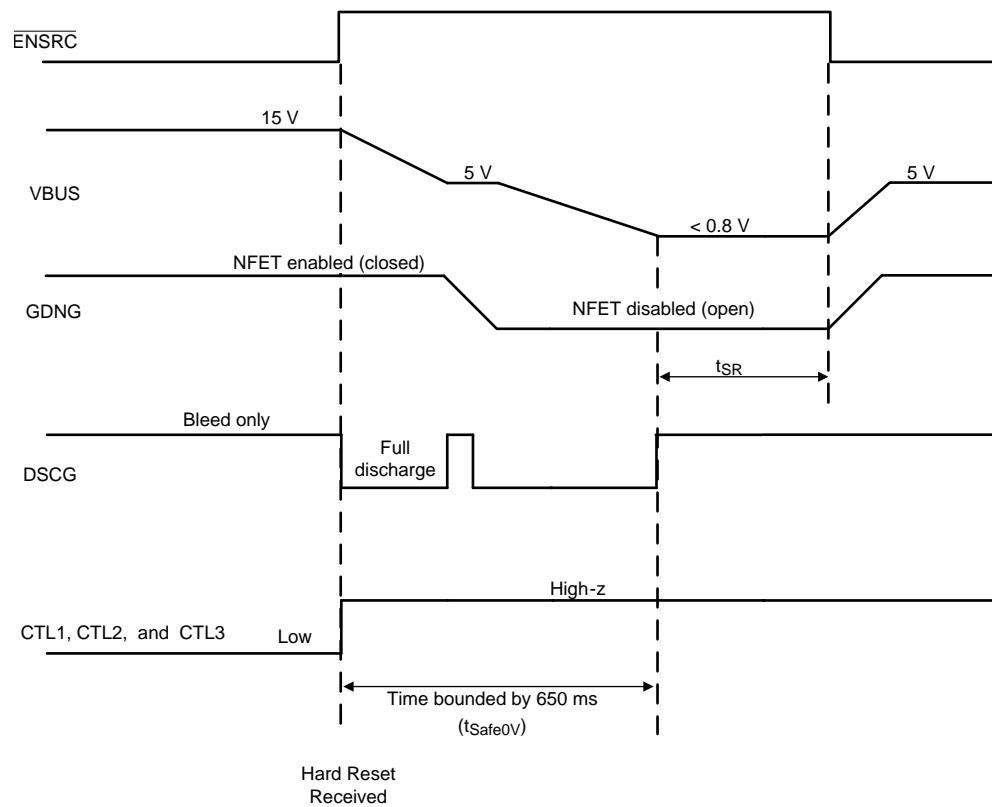 ENSRC
15 V
5 V
5 V
VBUS
< 0.8 V
NFET enabled (closed)
GDNG
NFET disabled (open)
tSR
Bleed only
Full
discharge
DSCG
High-z
CTL1, CTL2, and CTL3
Low
Time bounded by 650 ms
(tSafe0V)
Hard Reset
Received